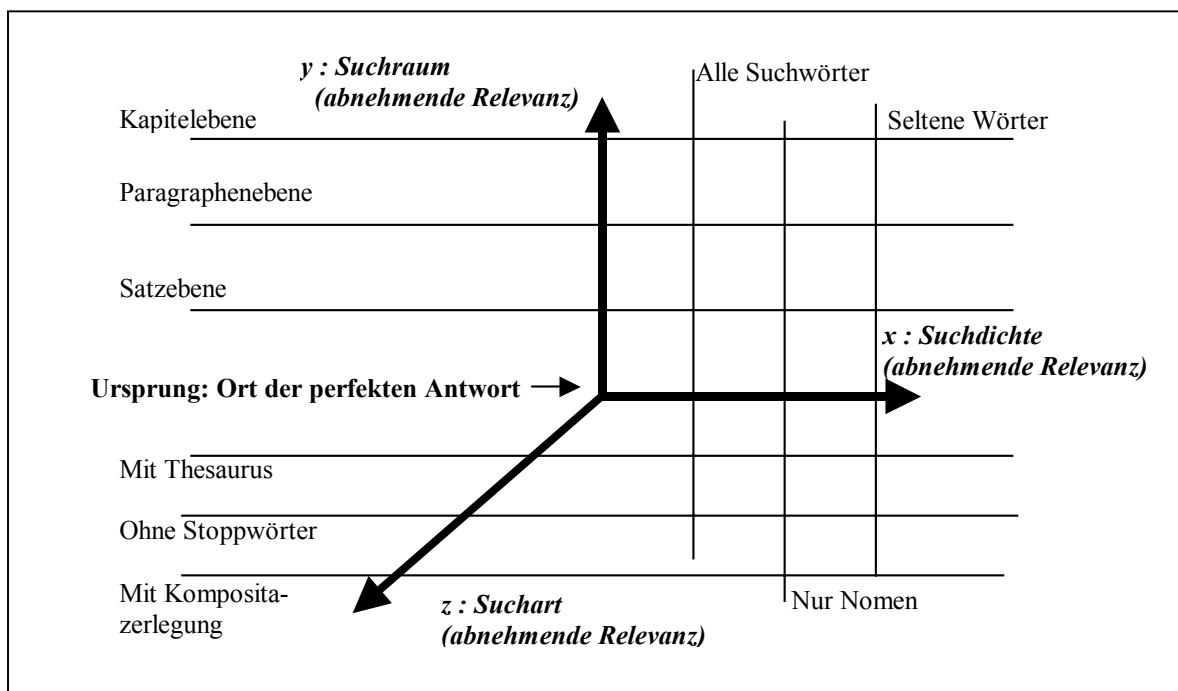 y : Suchraum
(abnehmende Relevanz)
Alle Suchwörter
Kapitelebene
Seltene Wörter
Paragraphenebene
Satzebene
x : Suchdichte
(abnehmende Relevanz)
Ursprung: Ort der perfekten Antwort
Mit Thesaurus
Ohne Stoppwörter
Mit Komposita-
zerlegung
z : Suchart
(abnehmende Relevanz)
Nur Nomen